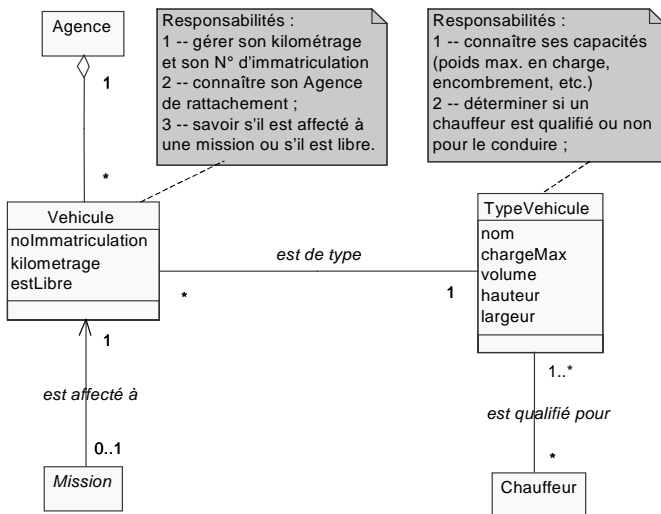 Agence
1
*
Responsabilités :
1 -- gérer son kilométrage
et son N° d'immatriculation
2 -- connaître son Agence
de rattachement ;
3 -- savoir s'il est affecté à
une mission ou s'il est libre.
Responsabilités :
1 -- connaître ses capacités
(poids max. en charge,
encombrement, etc.)
2 -- déterminer si un
chauffeur est qualifié ou non
pour le conduire ;
Vehicule
noImmatriculation
kilometrage
estLibre
est de type
*
1
TypeVehicule
nom
chargeMax
volume
hauteur
largeur
1
est affecté à
0..1
Mission
1..*
est qualifié pour
*
Chauffeur